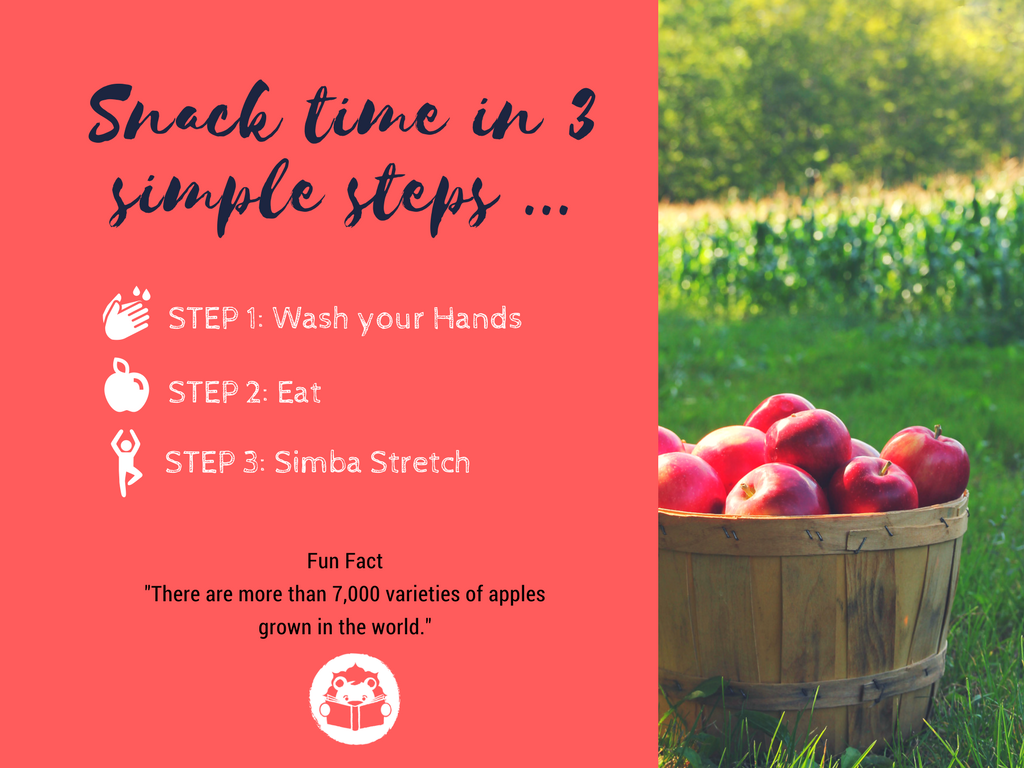 Snack time in 3
simple steps ...
STEP 1: Wash your Hands
STEP 2: Eat
STEP 3: Simba Stretch
Fun Fact
"There are more than 7,000 varieties of apples
grown in the world."